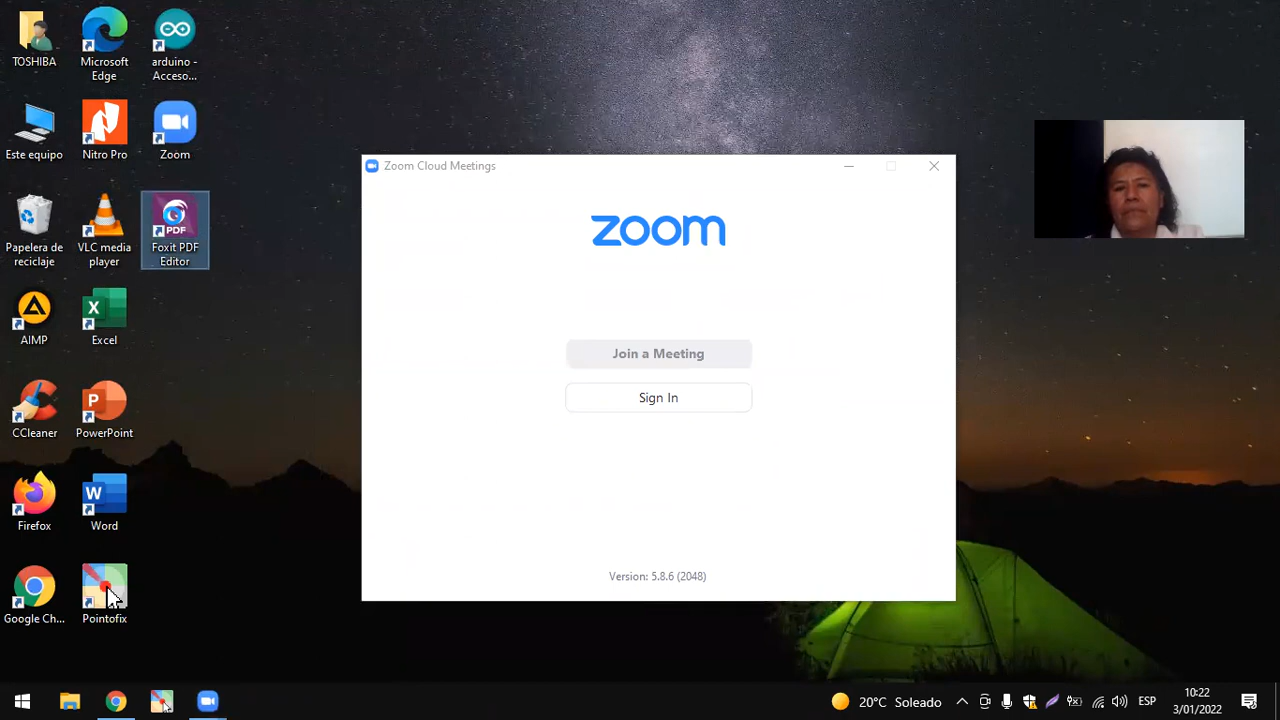 TOSHIBA
Microsoft
Edge
arduino -
Acceso...
Este equipo
Nitro Pro
Zoom
Papelera de
reciclaje
VLC media
player
PDF
Foxit PDF
Editor
AIMP
Excel
CCleaner
PowerPoint
Firefox
Word
Google Ch...
Pointofix
Zoom Cloud Meetings
zoom
Join a Meeting
Sign In
Version: 5.8.6 (2048)
20°C Soleado
ESP
10:22
3/01/2022